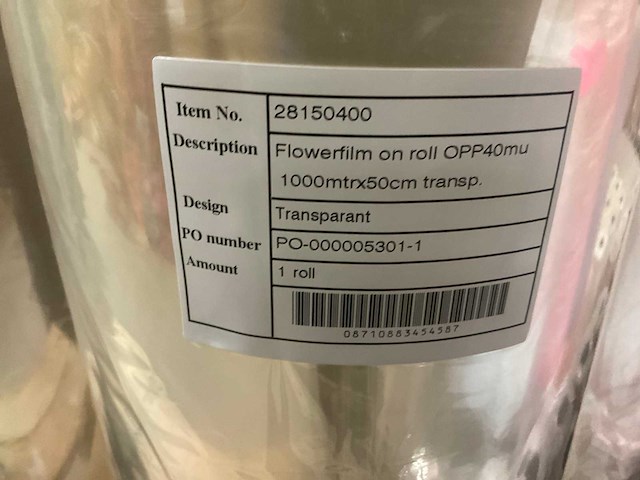 Item No. 28150400
Description Flowerfilm on roll OPP40mu
1000mtrx50cm transp.
Design Transparant
PO number PO-000005301-1
Amount 1 roll
08710883454587